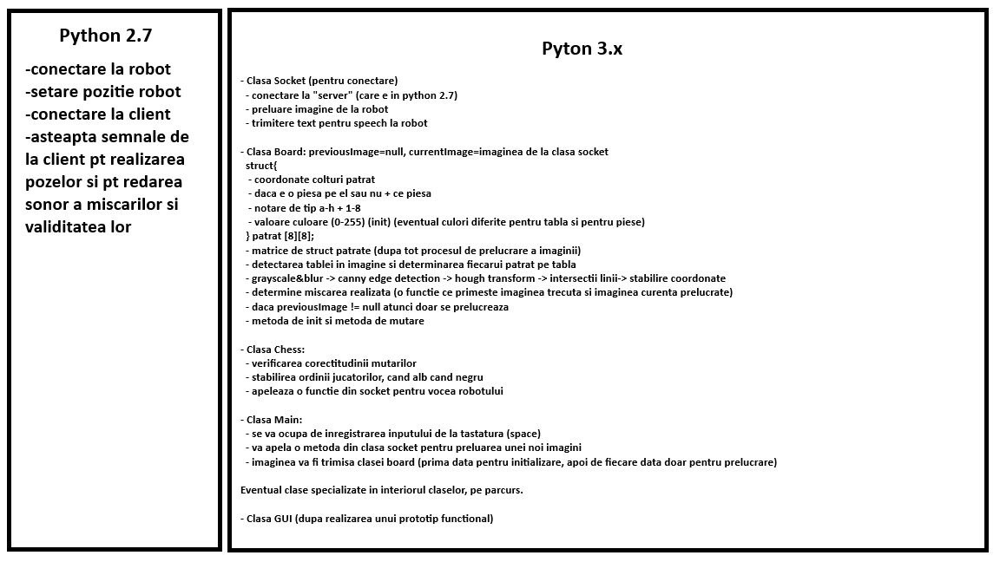 Python 2.7
-conectare la robot
-setare pozitie robot
-conectare la client
-asteapta semnale de
la client pt realizarea
pozelor si pt redarea
sonor a miscarilor si
validitatea lor
Pyton 3.x
- Clasa Socket (pentru conectare)
- conectare la "server" (care e in python 2.7)
- preluare imagine de la robot
- trimitere text pentru speech la robot
- Clasa Board: previousImage=null, currentImage=imaginea de la clasa socket
struct{
- coordonate colturi patrat
- daca e o piesa pe el sau nu + ce piesa
- notare de tip a-h + 1-8
- valoare culoare (0-255) (init) (eventual culori diferite pentru tabla si pentru piese)
} patrat [8][8];
- matrice de struct patrate (dupa tot procesul de prelucrare a imaginii)
- detectarea tablei in imagine si determinarea fiecarui patrat pe tabla
- grayscale&blur -> canny edge detection -> hough transform -> intersectii linii-> stabilire coordonate
- determine miscarea realizata (o functie ce primeste imaginea trecuta si imaginea curenta prelucrate)
- daca previousImage != null atunci doar se prelucreaza
- metoda de init si metoda de mutare
- Clasa Chess:
- verificarea corectitudinii mutarilor
- stabilirea ordinii jucatorilor, cand alb cand negru
- apeleaza o functie din socket pentru vocea robotului
- Clasa Main:
- se va ocupa de inregistrarea inputului de la tastatura (space)
- va apela o metoda din clasa socket pentru preluarea unei noi imagini
- imaginea va fi trimisa clasei board (prima data pentru initializare, apoi de fiecare data doar pentru prelucrare)
Eventual clase specializate in interiorul claselor, pe parcurs.
- Clasa GUI (dupa realizarea unui prototip functional)